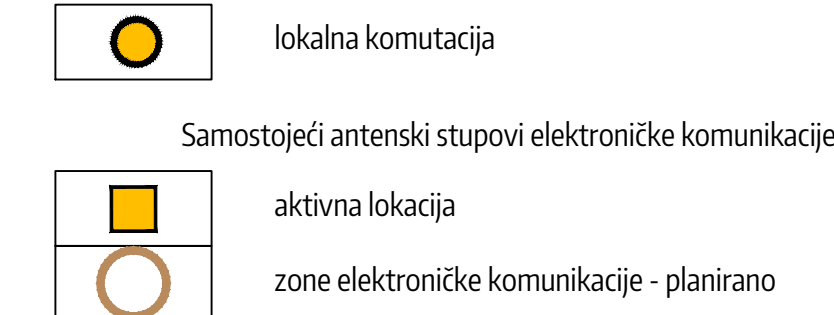 lokalna komutacija
Samostojeći antenski stupovi elektroničke komunikacije
aktivna lokacija
zone elektroničke komunikacije - planirano